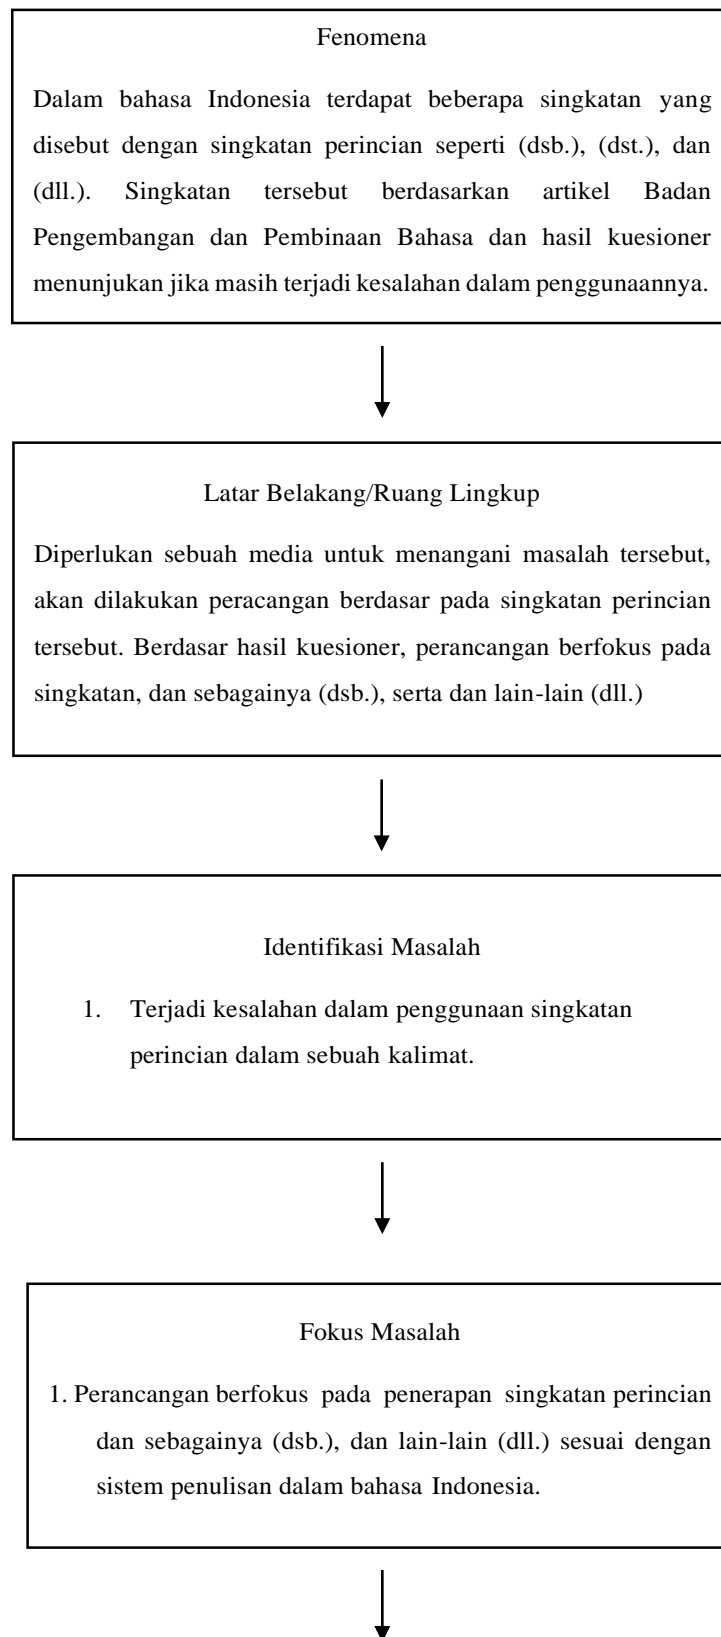 Fenomena
Dalam bahasa Indonesia terdapat beberapa singkatan yang
disebut dengan singkatan perincian seperti (dsb.), (dst.), dan
(dll.). Singkatan tersebut berdasarkan artikel Badan
Pengembangan dan Pembinaan Bahasa dan hasil kuesioner
menunjukan jika masih terjadi kesalahan dalam penggunaannya.
Latar Belakang/Ruang Lingkup
Diperlukan sebuah media untuk menangani masalah tersebut,
akan dilakukan peracangan berdasar pada singkatan perincian
tersebut. Berdasar hasil kuesioner, perancangan berfokus pada
singkatan, dan sebagainya (dsb.), serta dan lain-lain (dll.)
Identifikasi Masalah
1. Terjadi kesalahan dalam penggunaan singkatan
perincian dalam sebuah kalimat.
Fokus Masalah
1. Perancangan berfokus pada penerapan singkatan perincian
dan sebagainya (dsb.), dan lain-lain (dll.) sesuai dengan
sistem penulisan dalam bahasa Indonesia.